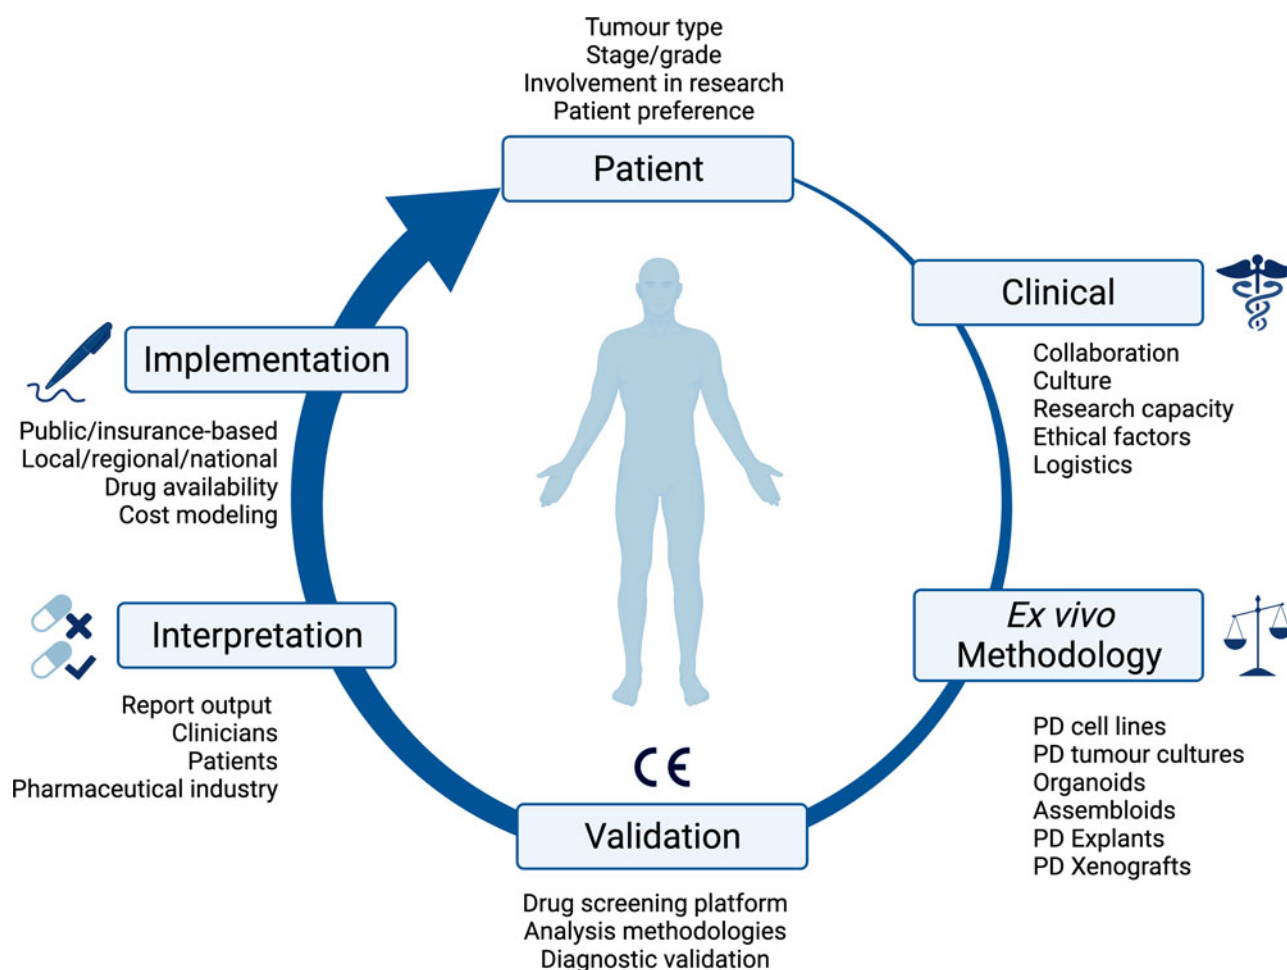 Tumour type
Stage/grade
Involvement in research
Patient preference
Patient
Clinical
Collaboration
Culture
Research capacity
Ethical factors
Logistics
Ex vivo
Methodology
PD cell lines
PD tumour cultures
Organoids
Assembloids
PD Explants
PD Xenografts
CE
Validation
Drug screening platform
Analysis methodologies
Diagnostic validation
Interpretation
Report output
Clinicians
Patients
Pharmaceutical industry
Implementation
Public/insurance-based
Local/regional/national
Drug availability
Cost modeling